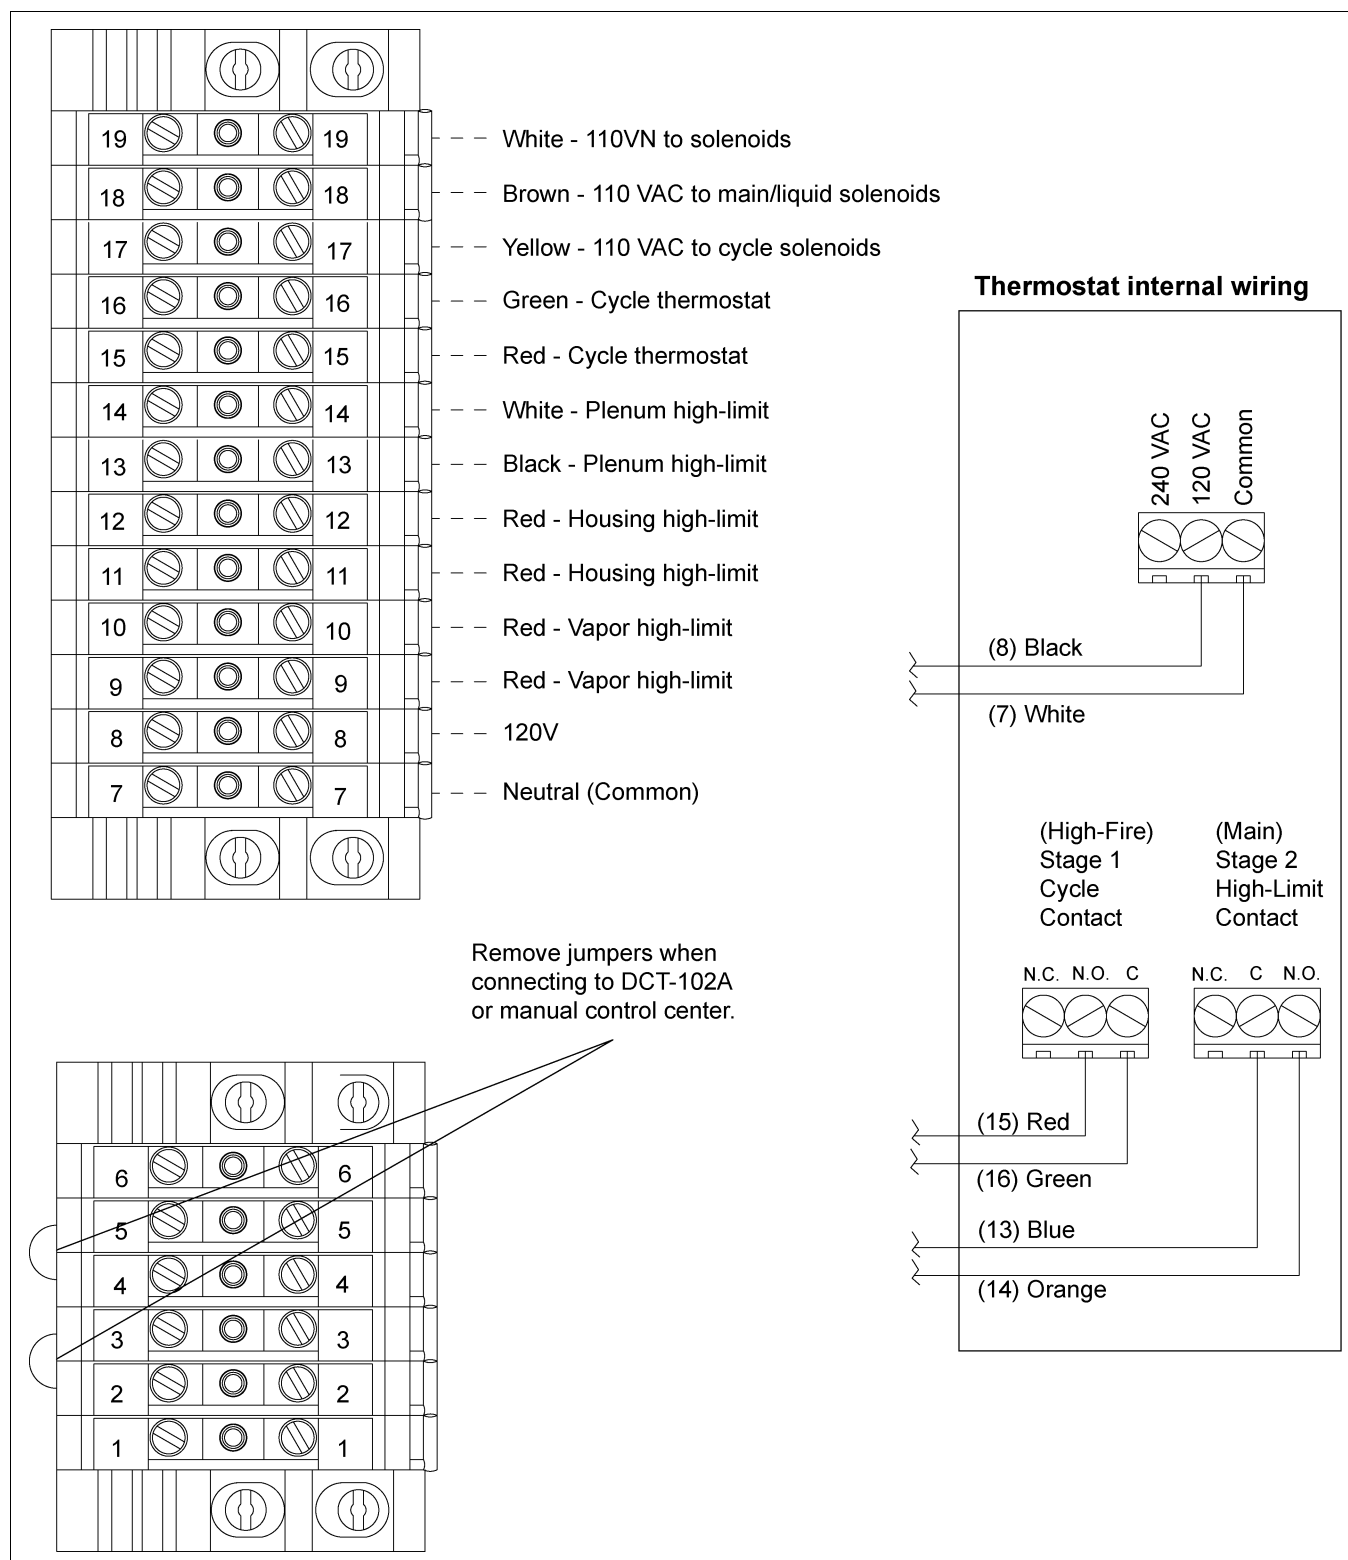 19 19 White - 110VN to solenoids
18 18 Brown - 110 VAC to main/liquid solenoids
17 17 Yellow - 110 VAC to cycle solenoids
16 16 Green - Cycle thermostat
15 15 Red - Cycle thermostat
14 14 White - Plenum high-limit
13 13 Black - Plenum high-limit
12 12 Red - Housing high-limit
11 11 Red - Housing high-limit
10 10 Red - Vapor high-limit
9 9 Red - Vapor high-limit
8 8 120V
7 7 Neutral (Common)
Remove jumpers when
connecting to DCT-102A
or manual control center.
6 6
5 5
4 4
3 3
2 2
1 1
Thermostat internal wiring
240 VAC
120 VAC
Common
(8) Black
(7) White
(High-Fire)
Stage 1
Cycle
Contact
(Main)
Stage 2
High-Limit
Contact
N.C. N.O. C
N.C. C N.O.
(15) Red
(16) Green
(13) Blue
(14) Orange